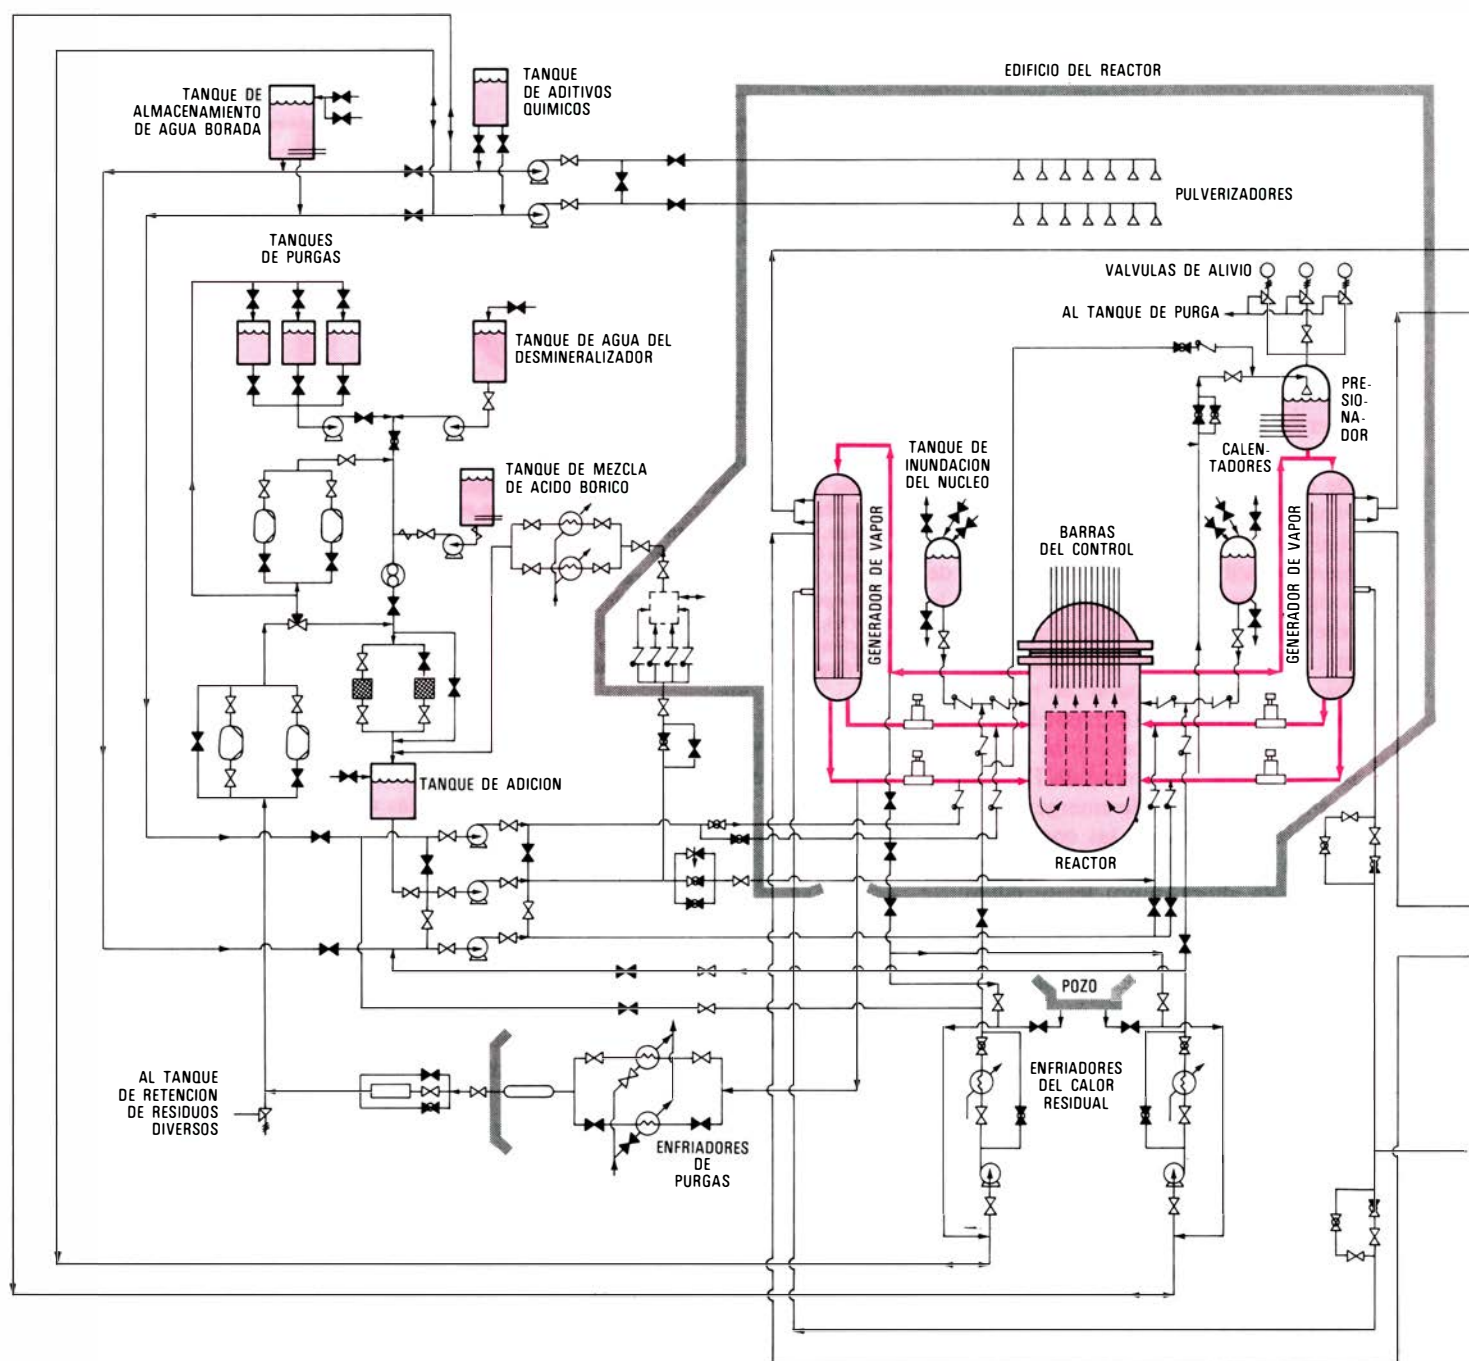 EDIFICIO DEL REACTOR
TANQUE DE
ALMACENAMIENTO
DE AGUA BORADA
TANQUE
DE ADITIVOS
QUIMICOS
PULVERIZADORES
TANQUES
DE PURGAS
VALVULAS DE ALIVIO
AL TANQUE DE PURGA
TANQUE DE AGUA DEL
DESMINERALIZADOR
PRE-
SIO-
NA-
DOR
CALEN-
TADORES
TANQUE DE
INUNDACION
DEL NUCLEO
TANQUE DE MEZCLA
DE ACIDO BORICO
BARRAS
DEL CONTROL
GENERADOR DE VAPOR
GENERADOR DE VAPOR
TANQUE DE ADICION
REACTOR
POZO
AL TANQUE
DE RETENCION
DE RESIDUOS
DIVERSOS
ENFRIADORES
DEL CALOR
RESIDUAL
ENFRIADORES
DE
PURGAS